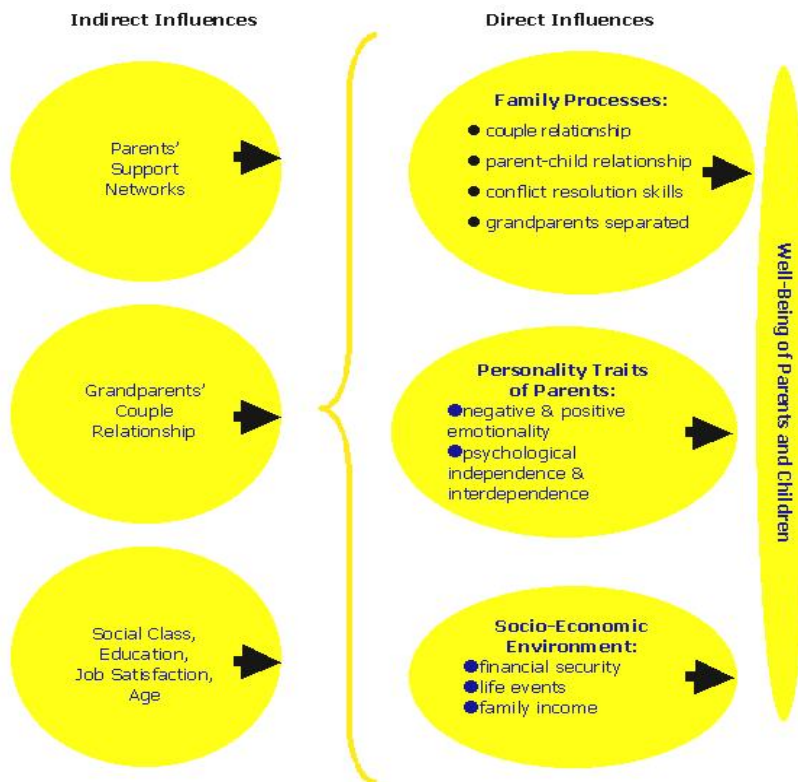 Indirect Influences
Parents'
Support
Networks
Grandparents'
Couple
Relationship
Social Class,
Education,
Job Satisfaction,
Age
Direct Influences
Family Processes:
● couple relationship
● parent-child relationship
● conflict resolution skills
● grandparents separated
Personality Traits
of Parents:
●negative & positive
emotionality
●psychological
independence &
interdependence
Socio-Economic
Environment:
●financial security
●life events
●family income
Well-Being of Parents and Children